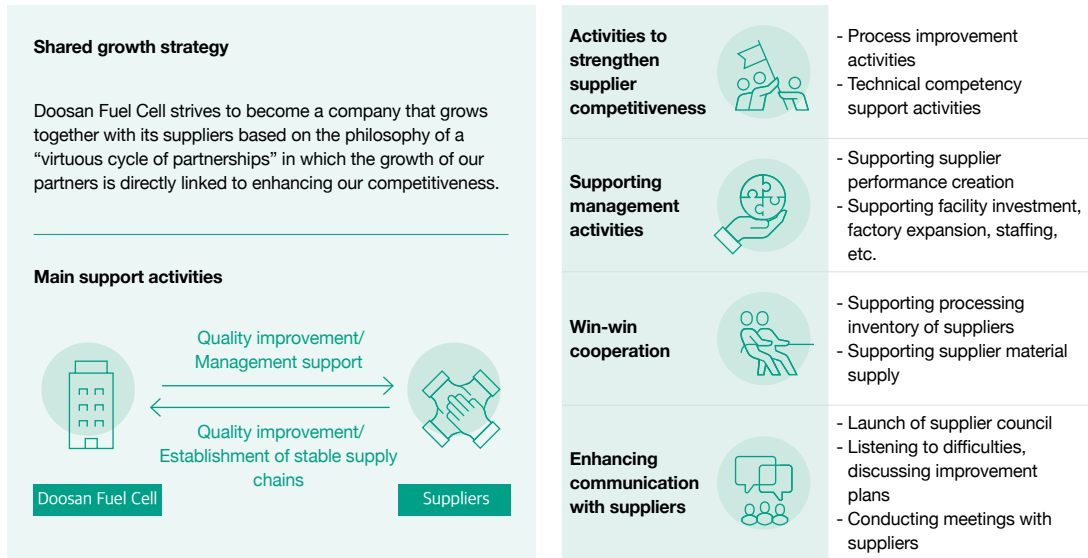 Shared growth strategy
Doosan Fuel Cell strives to become a company that grows
together with its suppliers based on the philosophy of a
“virtuous cycle of partnerships” in which the growth of our
partners is directly linked to enhancing our competitiveness.
Main support activities
Quality improvement/
Management support
Quality improvement/
Establishment of stable supply
chains
Doosan Fuel Cell
Suppliers
Activities to
strengthen
supplier
competitiveness
- Process improvement
activities
- Technical competency
support activities
Supporting
management
activities
- Supporting supplier
performance creation
- Supporting facility investment,
factory expansion, staffing,
etc.
Win-win
cooperation
- Supporting processing
inventory of suppliers
- Supporting supplier material
supply
Enhancing
communication
with suppliers
- Launch of supplier council
- Listening to difficulties,
discussing improvement
plans
- Conducting meetings with
suppliers